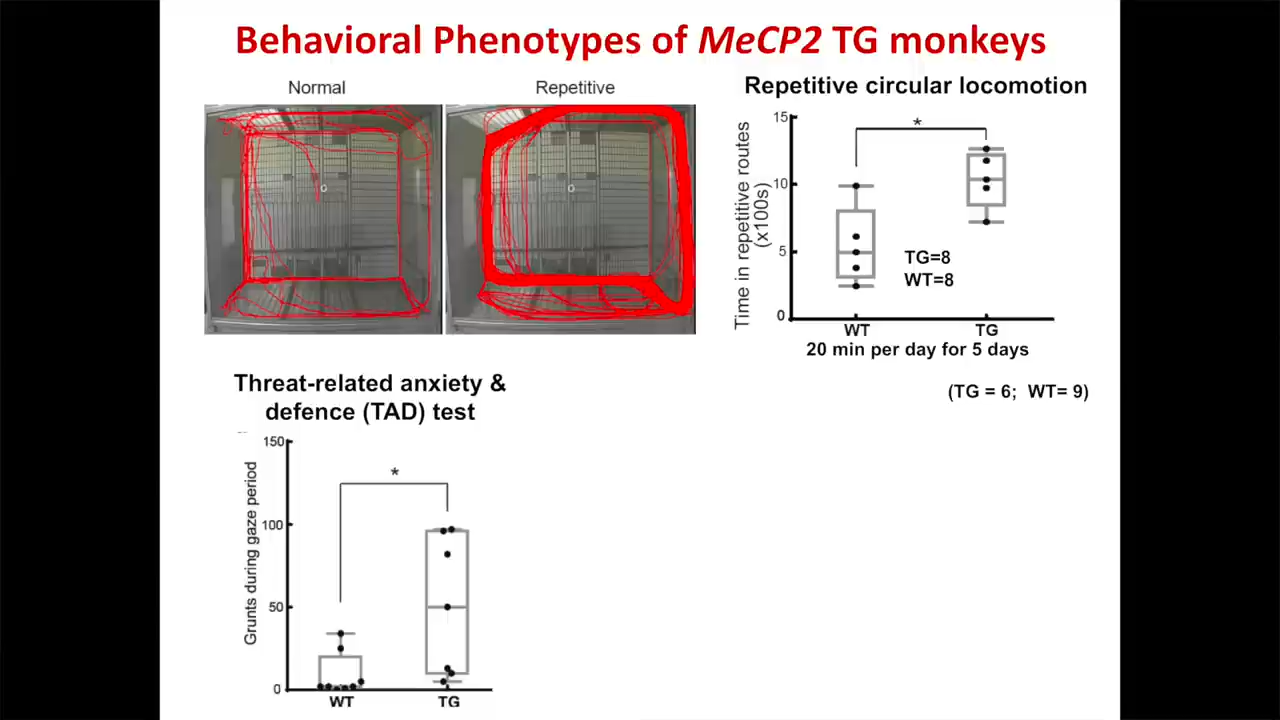 Behavioral Phenotypes of MeCP2 TG monkeys
Normal
Repetitive
Repetitive circular locomotion
Time in repetitive routes
(x100s)
15
10
5
0
*
TG=8
WT=8
WT
TG
20 min per day for 5 days
(TG = 6; WT= 9)
Threat-related anxiety &
defence (TAD) test
Grunts during gaze period
150
100
50
0
*
WT
TG